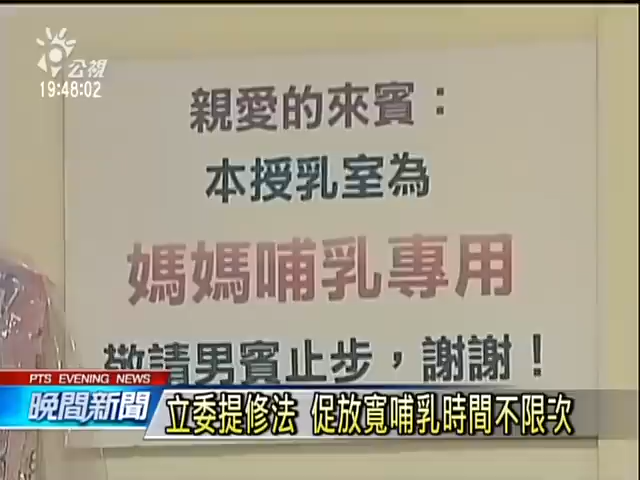 公視
19:48:02
親愛的來賓：
本授乳室為
媽媽哺乳專用
敬請男賓止步，謝謝！
PTS EVENING NEWS
晚間新聞
立委提修法 促放寬哺乳時間不限次